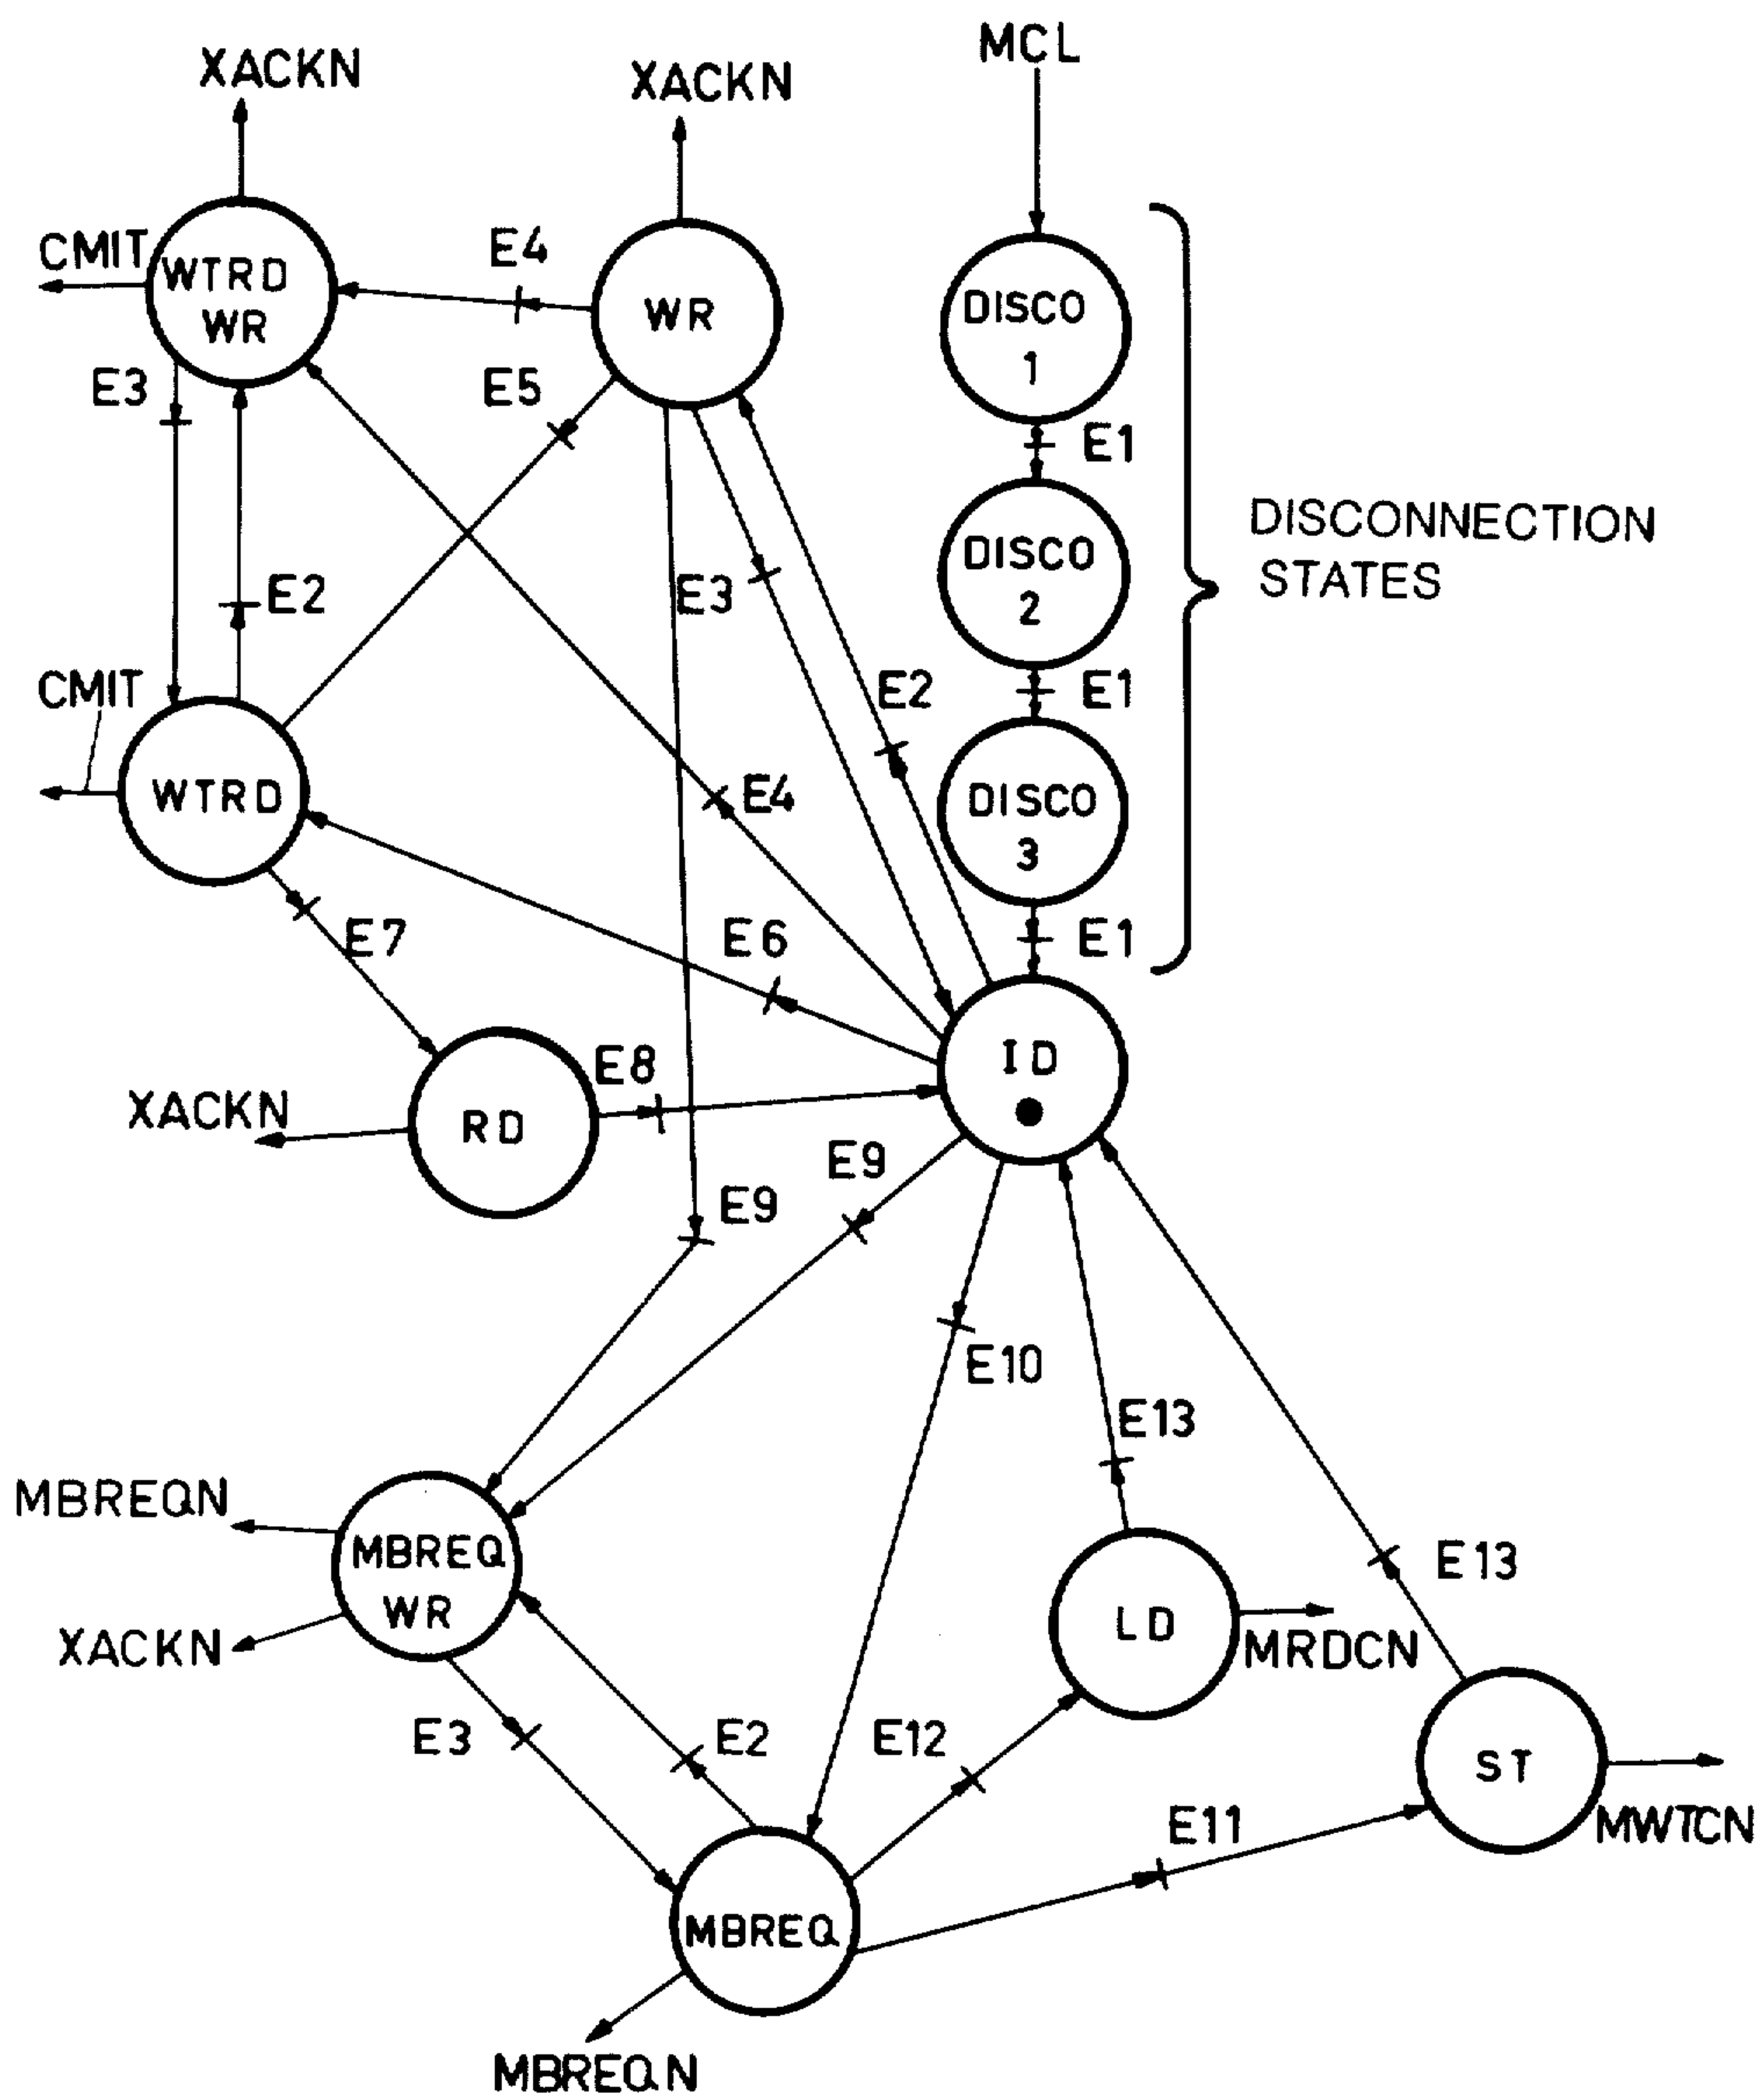 MCL
XACKN
XACKN
CMIT
WTRD
WR
E4
WR
DISCO
1
E3
E5
E1
DISCO
2
DISCONNECTION
STATES
E2
E3
CMIT
E2
E1
WTRD
E4
DISCO
3
E7
E6
E1
ID
E8
XACKN
RD
E9
E9
E10
E13
MBREQN
MBREQ
WR
E13
XACKN
LD
MRDCN
E3
E2
E12
ST
E11
MWTCN
MBREQ
MBREQN